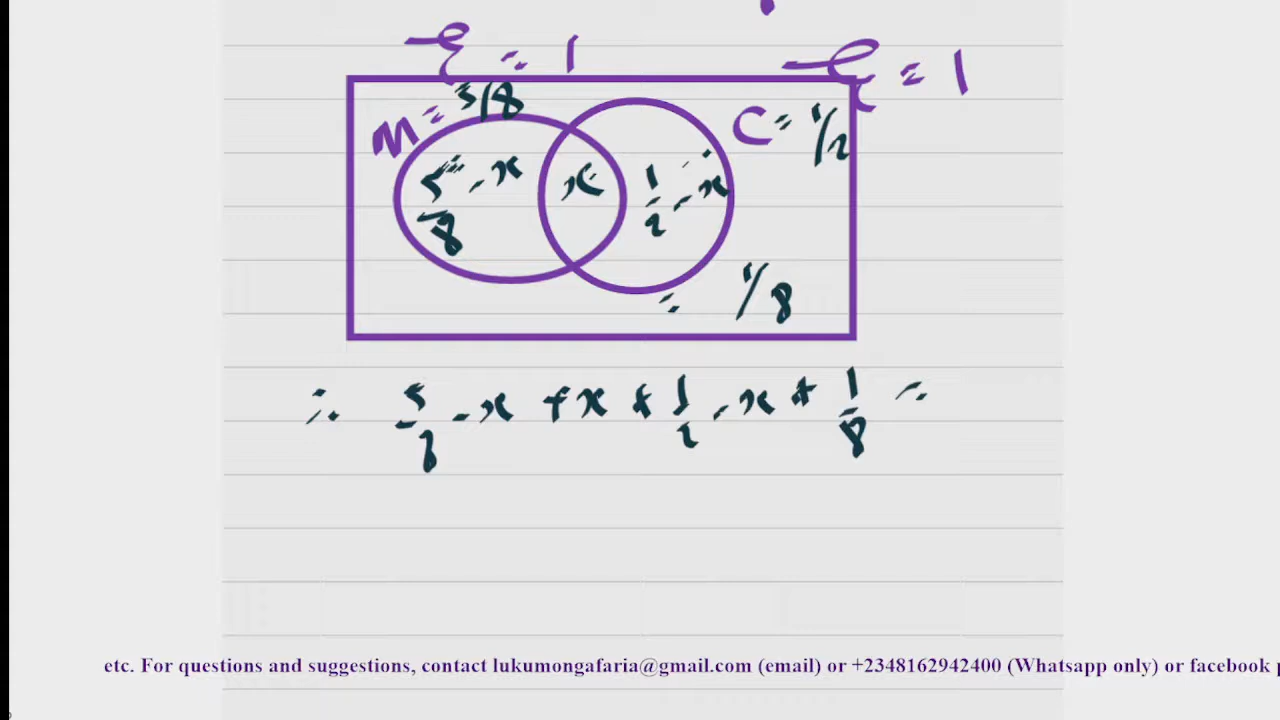 ξ = 1 ξ = 1
M = 5/8 C = 1/2
5/8 - x x 1/2 - x
= 1/8
∴ 5/8 - x + x + 1/2 - x + 1/8 =
etc. For questions and suggestions, contact lukumongafaria@gmail.com (email) or +2348162942400 (Whatsapp only) or facebook p